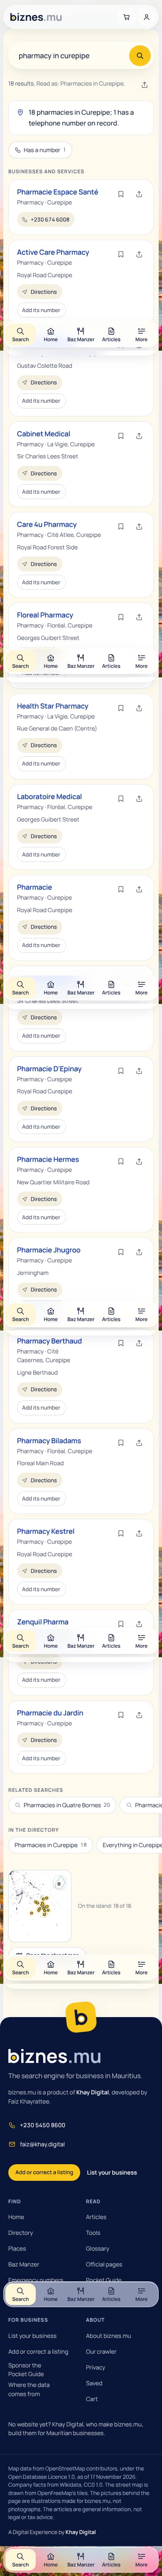 biznes.mu
pharmacy in curepipe
18 results. Read as: Pharmacies in Curepipe.
18 pharmacies in Curepipe; 1 has a
telephone number on record.
Has a number 1
BUSINESSES AND SERVICES
Pharmacie Espace Santé
Pharmacy · Curepipe
+230 674 6008
Active Care Pharmacy
Pharmacy · Curepipe
Royal Road Curepipe
Directions
Add its number
Search
Home
Baz Manzer
Articles
More
Gustav Colette Road
Directions
Add its number
Cabinet Medical
Pharmacy · La Vigie, Curepipe
Sir Charles Lees Street
Directions
Add its number
Care 4u Pharmacy
Pharmacy · Cité Atlee, Curepipe
Royal Road Forest Side
Directions
Add its number
Floreal Pharmacy
Pharmacy · Floréal, Curepipe
Georges Guibert Street
Search
Home
Baz Manzer
Articles
More
Health Star Pharmacy
Pharmacy · La Vigie, Curepipe
Rue General de Caen (Centre)
Directions
Add its number
Laboratoire Medical
Pharmacy · Floréal, Curepipe
Georges Guibert Street
Directions
Add its number
Pharmacie
Pharmacy · Curepipe
Royal Road Curepipe
Directions
Add its number
Search
Home
Baz Manzer
Articles
More
Sir Charles Lees Street
Directions
Add its number
Pharmacie D'Epinay
Pharmacy · Curepipe
Royal Road Curepipe
Directions
Add its number
Pharmacie Hermes
Pharmacy · Curepipe
New Quartier Militaire Road
Directions
Add its number
Pharmacie Jhugroo
Pharmacy · Curepipe
Jerningham
Directions
Search
Home
Baz Manzer
Articles
More
Pharmacy Berthaud
Pharmacy · Cité
Casernes, Curepipe
Ligne Berthaud
Directions
Add its number
Pharmacy Biladams
Pharmacy · Floréal, Curepipe
Floreal Main Road
Directions
Add its number
Pharmacy Kestrel
Pharmacy · Curepipe
Royal Road Curepipe
Directions
Add its number
Zenquil Pharma
Search
Home
Baz Manzer
Articles
More
Directions
Add its number
Pharmacie du Jardin
Pharmacy · Curepipe
Directions
Add its number
RELATED SEARCHES
Pharmacies in Quatre Bornes 20
IN THE DIRECTORY
Pharmacies in Curepipe 18
Everything in Curepipe
On the island: 18 of 18.
Search
Home
Baz Manzer
Articles
More
b
biznes.mu
The search engine for business in Mauritius.
biznes.mu is a product of Khay Digital, developed by
Faiz Khayrattee.
+230 5450 8600
faiz@khay.digital
Add or correct a listing
List your business
FIND
READ
Home
Articles
Directory
Tools
Places
Glossary
Baz Manzer
Official pages
Emergency numbers
Pocket Guide
Search
Home
Baz Manzer
Articles
More
FOR BUSINESS
ABOUT
List your business
About biznes.mu
Add or correct a listing
Our crawler
Sponsor the
Pocket Guide
Privacy
Where the data
comes from
Saved
Cart
No website yet? Khay Digital, who make biznes.mu,
build them for Mauritian businesses.
Map data from OpenStreetMap contributors, under the
Open Database Licence 1.0, as of 17 November 2026.
Company facts from Wikidata, CC0 1.0. The street map is
drawn from OpenFreeMap's tiles. The pictures behind the
page are illustrations made for biznes.mu, not
photographs. The articles are general information, not
legal or tax advice.
A Digital Experience by Khay Digital
Search
Home
Baz Manzer
Articles
More